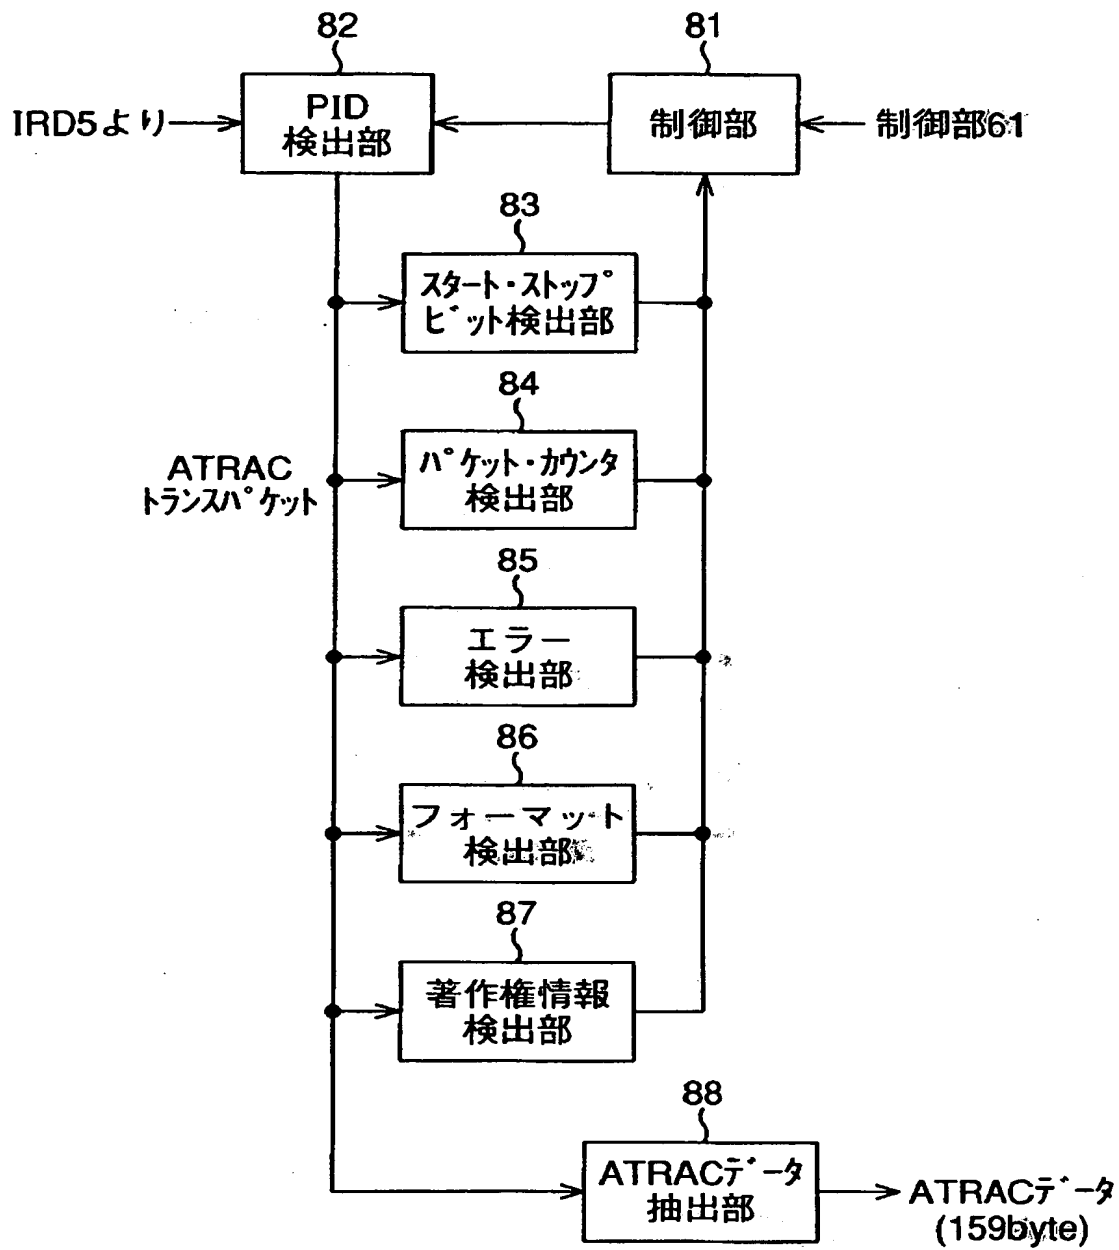 82
81
IRD5より
PID
検出部
制御部
制御部61
83
スタート・ストップ
ビット検出部
84
パケット・カウンタ
検出部
ATRAC
トランスパケット
85
エラー
検出部
86
フォーマット
検出部
87
著作権情報
検出部
88
ATRACデータ
抽出部
ATRACデータ
(159byte)